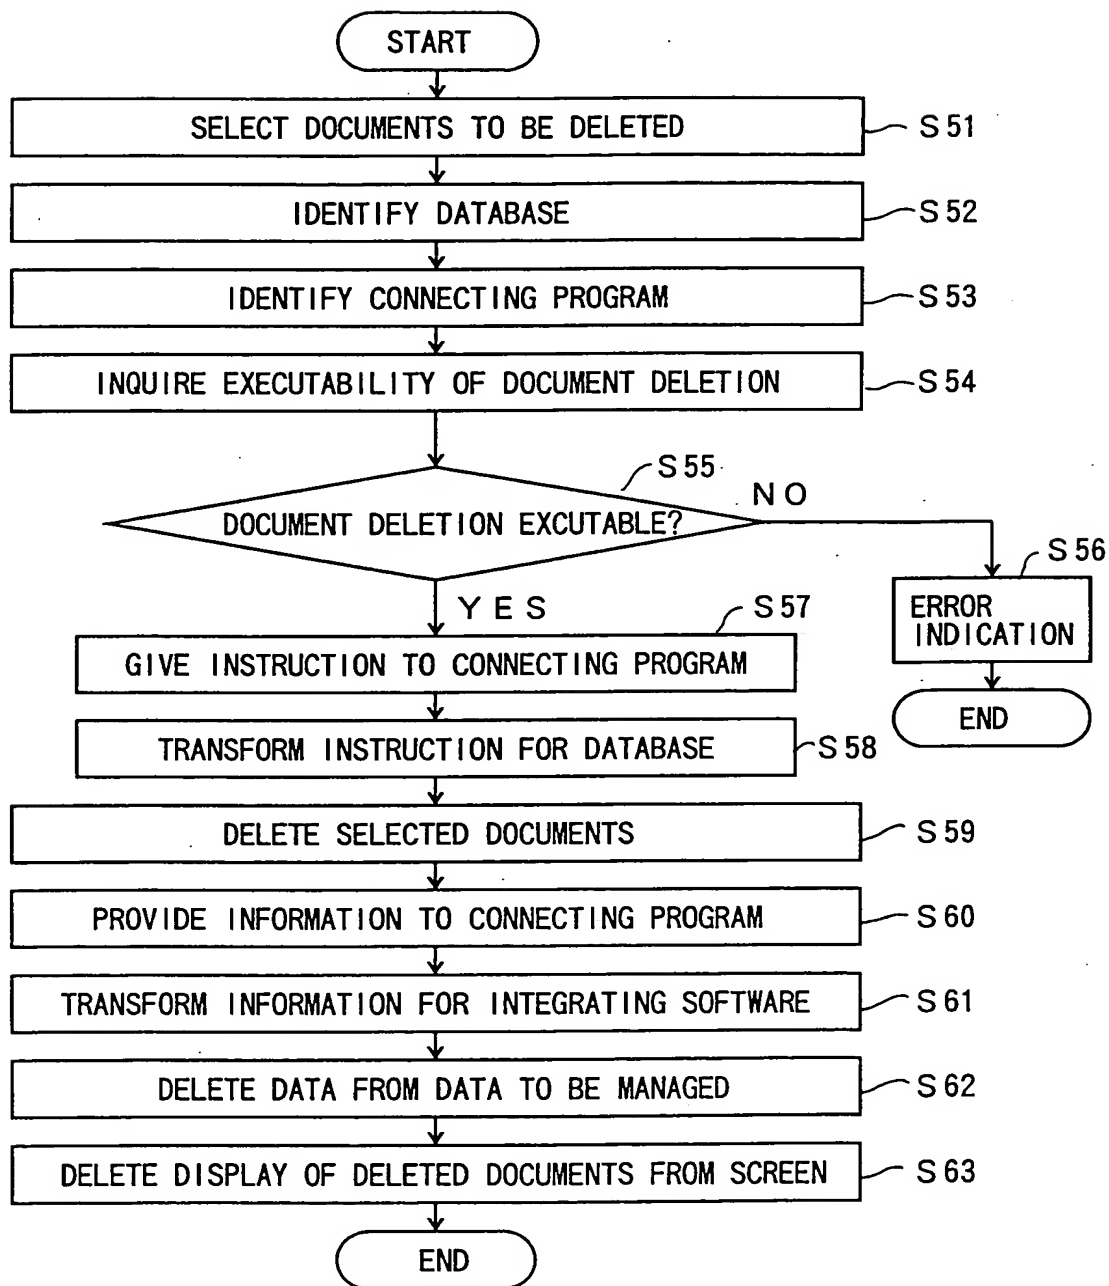 START
SELECT DOCUMENTS TO BE DELETED
S51
IDENTIFY DATABASE
S52
IDENTIFY CONNECTING PROGRAM
S53
INQUIRE EXECUTABILITY OF DOCUMENT DELETION
S54
S55
DOCUMENT DELETION EXCUTABLE?
NO
S56
ERROR
INDICATION
END
YES
S57
GIVE INSTRUCTION TO CONNECTING PROGRAM
TRANSFORM INSTRUCTION FOR DATABASE
S58
DELETE SELECTED DOCUMENTS
S59
PROVIDE INFORMATION TO CONNECTING PROGRAM
S60
TRANSFORM INFORMATION FOR INTEGRATING SOFTWARE
S61
DELETE DATA FROM DATA TO BE MANAGED
S62
DELETE DISPLAY OF DELETED DOCUMENTS FROM SCREEN
S63
END